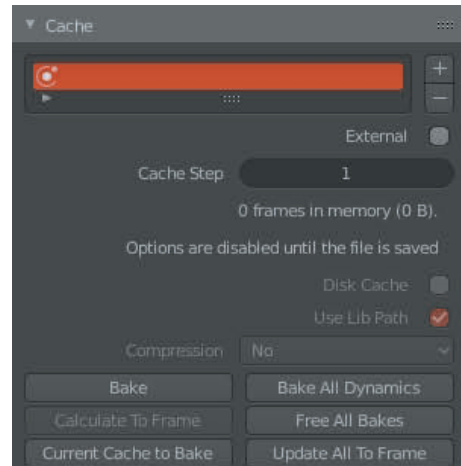 Cache
External
Cache Step 1
0 frames in memory (0 B).
Options are disabled until the file is saved
Disk Cache
Use Lib Path
Compression No
Bake Bake All Dynamics
Calculate To Frame Free All Bakes
Current Cache to Bake Update All To Frame